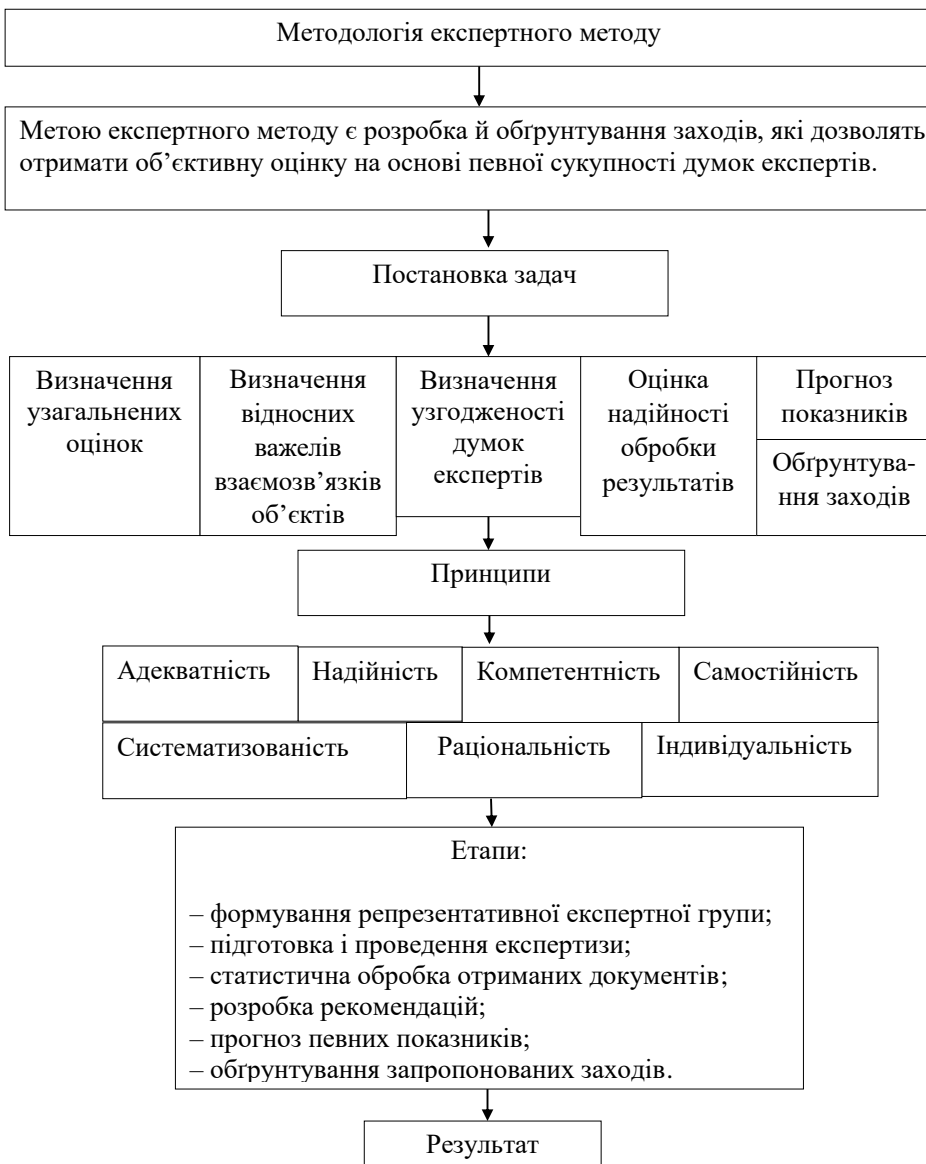 Методологія експертного методу
Метою експертного методу є розробка й обґрунтування заходів, які дозволять
отримати об’єктивну оцінку на основі певної сукупності думок експертів.
Постановка задач
Визначення
узагальнених
оцінок
Визначення
відносних
важелів
взаємозв’язків
об’єктів
Визначення
узгодженості
думок
експертів
Оцінка
надійності
обробки
результатів
Прогноз
показників
Обґрунтува-
ння заходів
Принципи
Адекватність
Надійність
Компетентність
Самостійність
Систематизованість
Раціональність
Індивідуальність
Етапи:
– формування репрезентативної експертної групи;
– підготовка і проведення експертизи;
– статистична обробка отриманих документів;
– розробка рекомендацій;
– прогноз певних показників;
– обґрунтування запропонованих заходів.
Результат